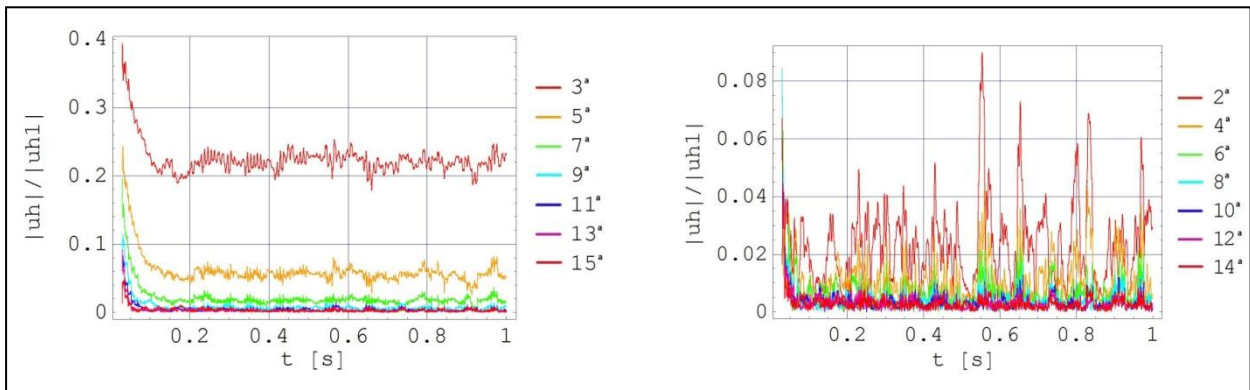 |uh|/|uh1|
0.4
0.3
0.2
0.1
0
0.2 0.4 0.6 0.8 1
t [s]
3ª
5ª
7ª
9ª
11ª
13ª
15ª
|uh|/|uh1|
0.08
0.06
0.04
0.02
0
0.2 0.4 0.6 0.8 1
t [s]
2ª
4ª
6ª
8ª
10ª
12ª
14ª